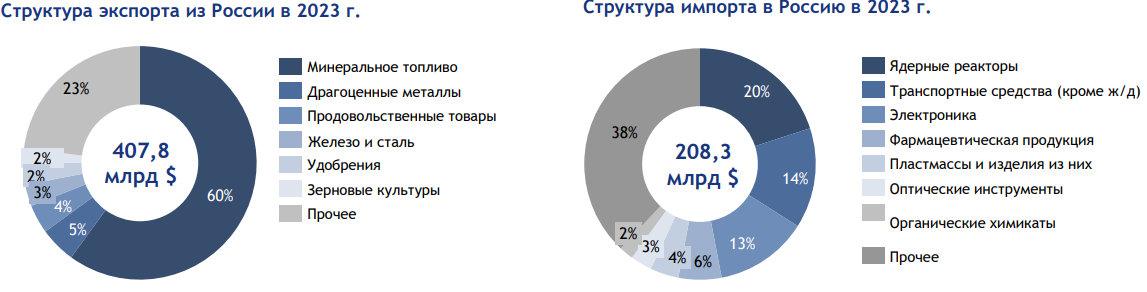 Структура экспорта из России в 2023 г.
23%
2%
2%
3%
4%
5%
60%
407,8
млрд $
Минеральное топливо
Драгоценные металлы
Продовольственные товары
Железо и сталь
Удобрения
Зерновые культуры
Прочее
Структура импорта в Россию в 2023 г.
20%
38%
14%
2%
3%
4%
6%
13%
208,3
млрд $
Ядерные реакторы
Транспортные средства (кроме ж/д)
Электроника
Фармацевтическая продукция
Пластмассы и изделия из них
Оптические инструменты
Органические химикаты
Прочее